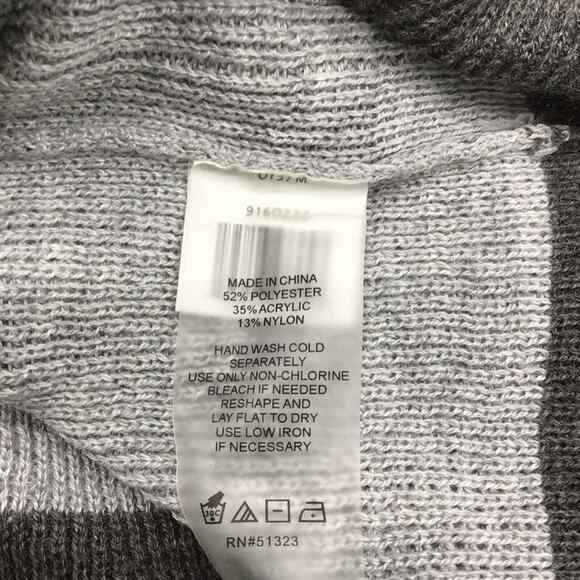 MADE IN CHINA
52% POLYESTER
35% ACRYLIC
13% NYLON
HAND WASH COLD
SEPARATELY
USE ONLY NON-CHLORINE
BLEACH IF NEEDED
RESHAPE AND
LAY FLAT TO DRY
USE LOW IRON
IF NECESSARY
30C
RN#51323